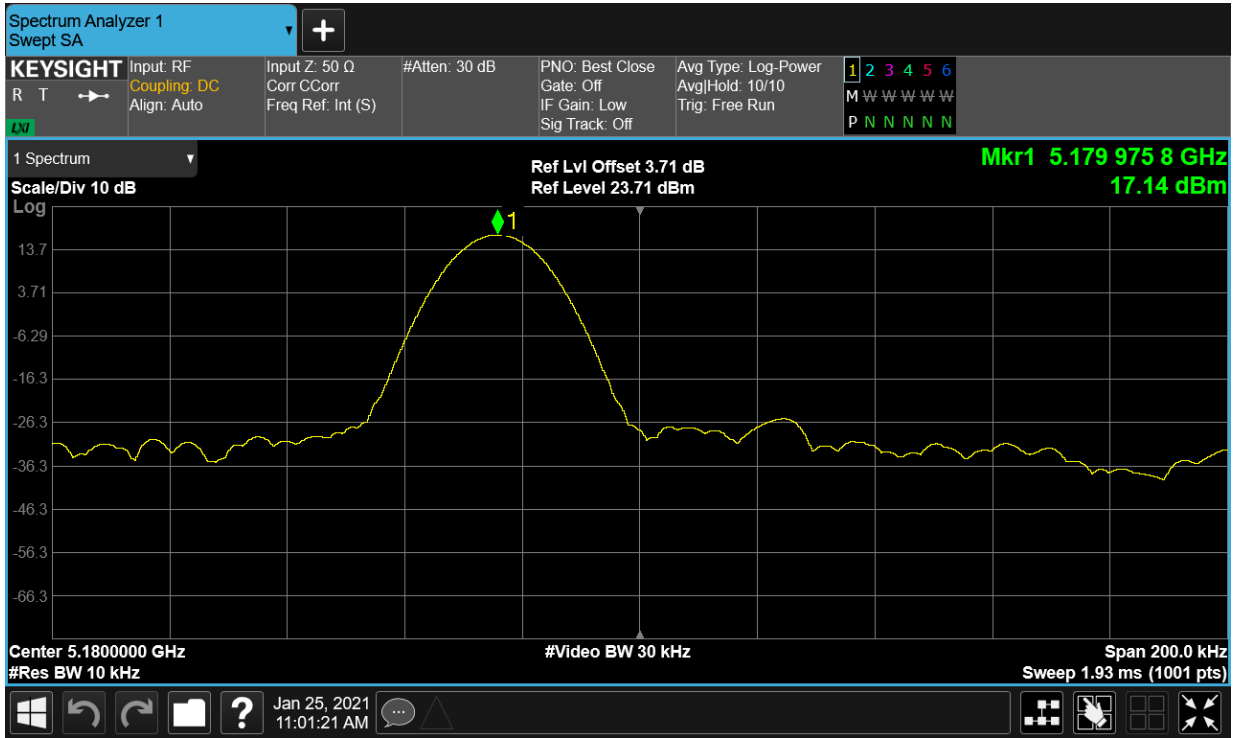 Spectrum Analyzer 1
Swept SA
KEYSIGHT
R T
LXI
Input: RF
Coupling: DC
Align: Auto
Input Z: 50 Ω
Corr CCorr
Freq Ref: Int (S)
#Atten: 30 dB
PNO: Best Close
Gate: Off
IF Gain: Low
Sig Track: Off
Avg Type: Log-Power
Avg|Hold: 10/10
Trig: Free Run
1 2 3 4 5 6
M W W W W W
P N N N N N
1 Spectrum
Scale/Div 10 dB
Log
Ref Lvl Offset 3.71 dB
Ref Level 23.71 dBm
Mkr1 5.179 975 8 GHz
17.14 dBm
1
13.7
3.71
-6.29
-16.3
-26.3
-36.3
-46.3
-56.3
-66.3
Center 5.1800000 GHz
#Res BW 10 kHz
#Video BW 30 kHz
Span 200.0 kHz
Sweep 1.93 ms (1001 pts)
?
Jan 25, 2021
11:01:21 AM